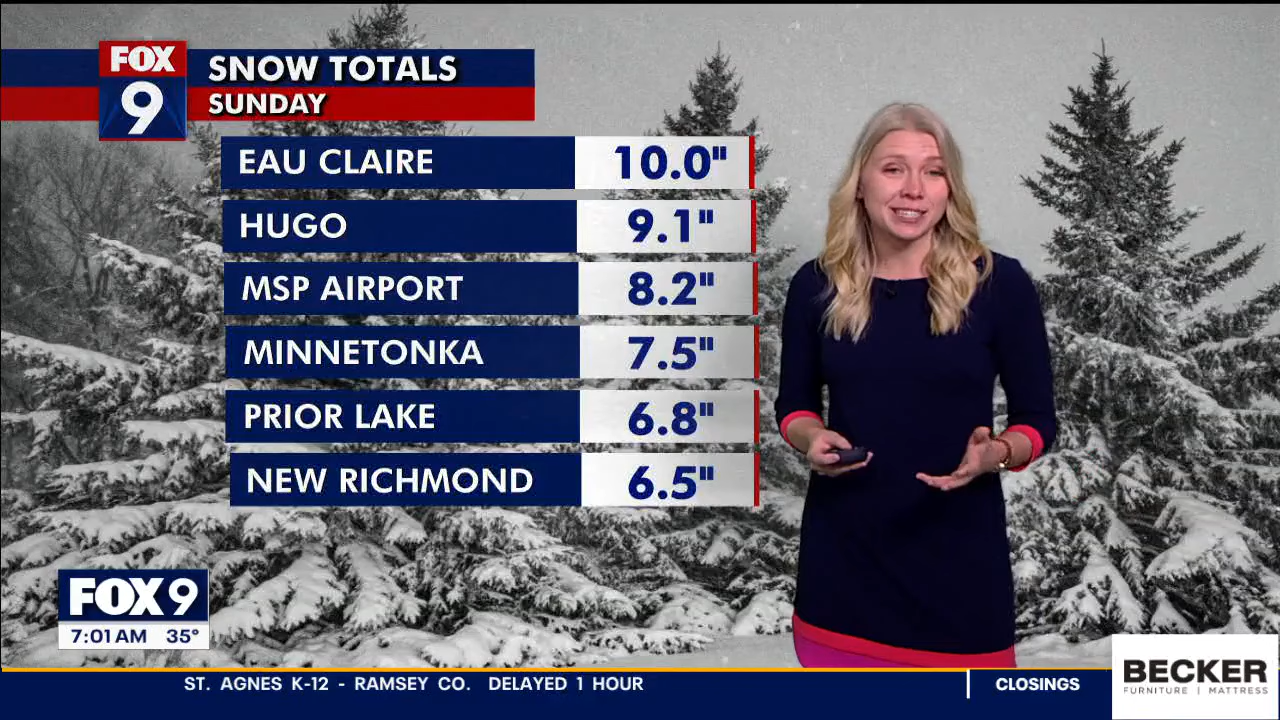 FOX
9
SNOW TOTALS
SUNDAY
EAU CLAIRE 10.0"
HUGO 9.1"
MSP AIRPORT 8.2"
MINNETONKA 7.5"
PRIOR LAKE 6.8"
NEW RICHMOND 6.5"
FOX 9
7:01 AM 35°
ST. AGNES K-12 - RAMSEY CO. DELAYED 1 HOUR
CLOSINGS
BECKER
FURNITURE | MATTRESS